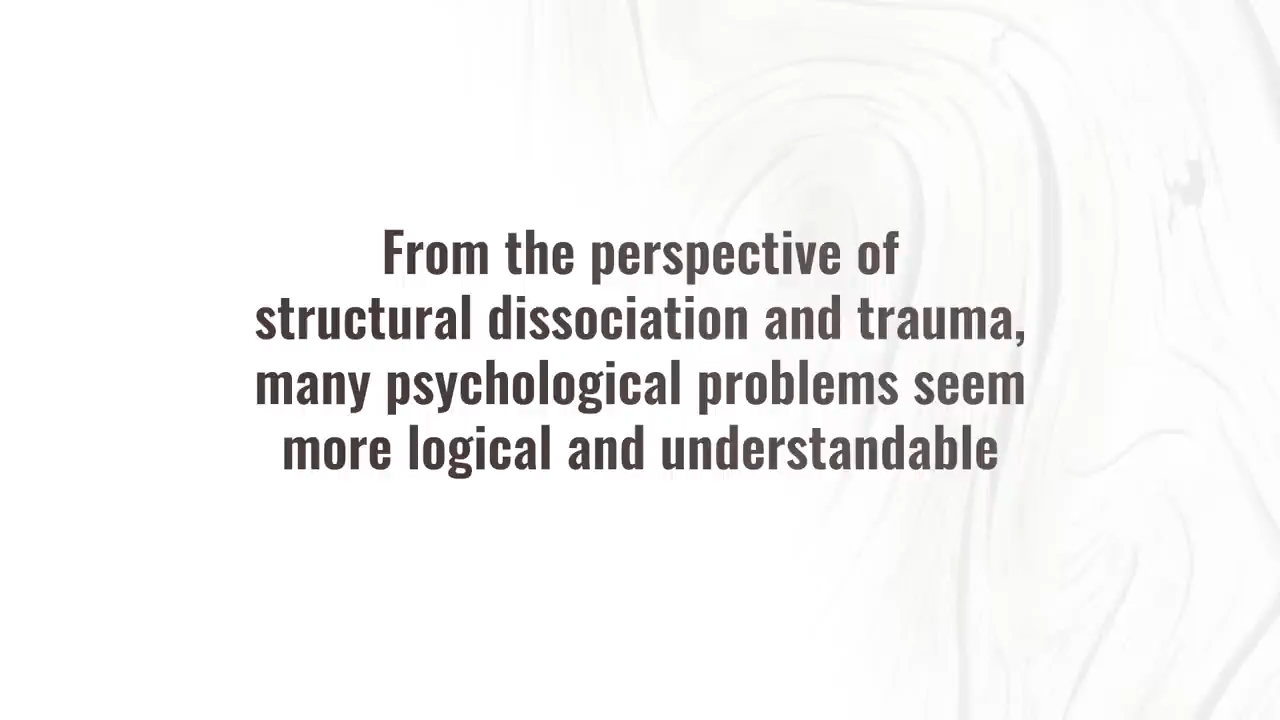 From the perspective of
structural dissociation and trauma,
many psychological problems seem
more logical and understandable